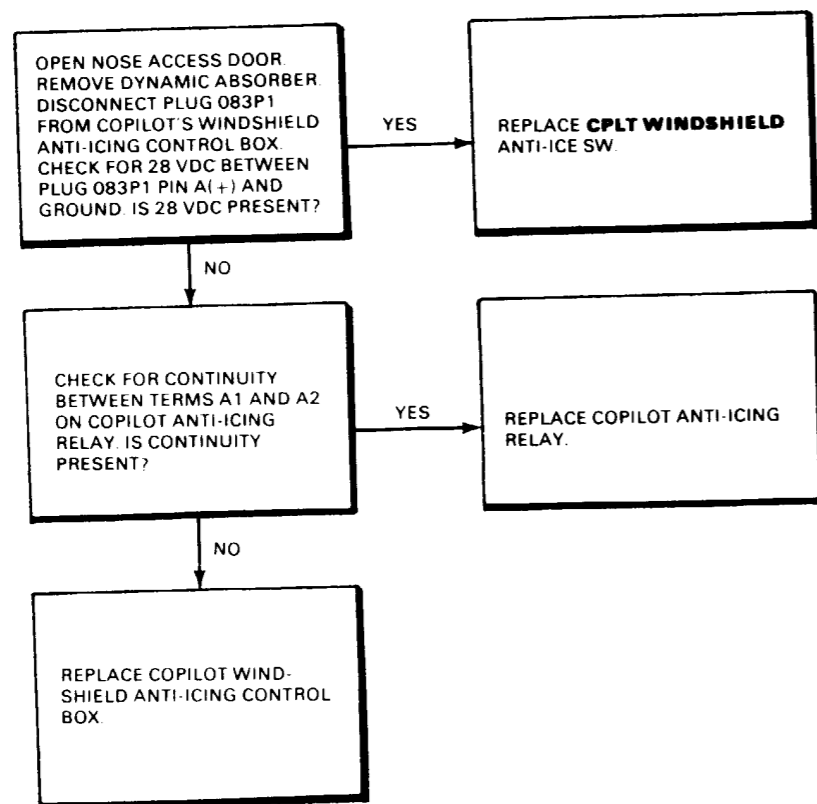 OPEN NOSE ACCESS DOOR.
REMOVE DYNAMIC ABSORBER.
DISCONNECT PLUG 083P1
FROM COPILOT'S WINDSHIELD
ANTI-ICING CONTROL BOX.
CHECK FOR 28 VDC BETWEEN
PLUG 083P1 PIN A(+) AND
GROUND. IS 28 VDC PRESENT?
YES
REPLACE CPLT WINDSHIELD
ANTI-ICE SW.
NO
CHECK FOR CONTINUITY
BETWEEN TERMS A1 AND A2
ON COPILOT ANTI-ICING
RELAY. IS CONTINUITY
PRESENT?
YES
REPLACE COPILOT ANTI-ICING
RELAY.
NO
REPLACE COPILOT WIND-
SHIELD ANTI-ICING CONTROL
BOX.